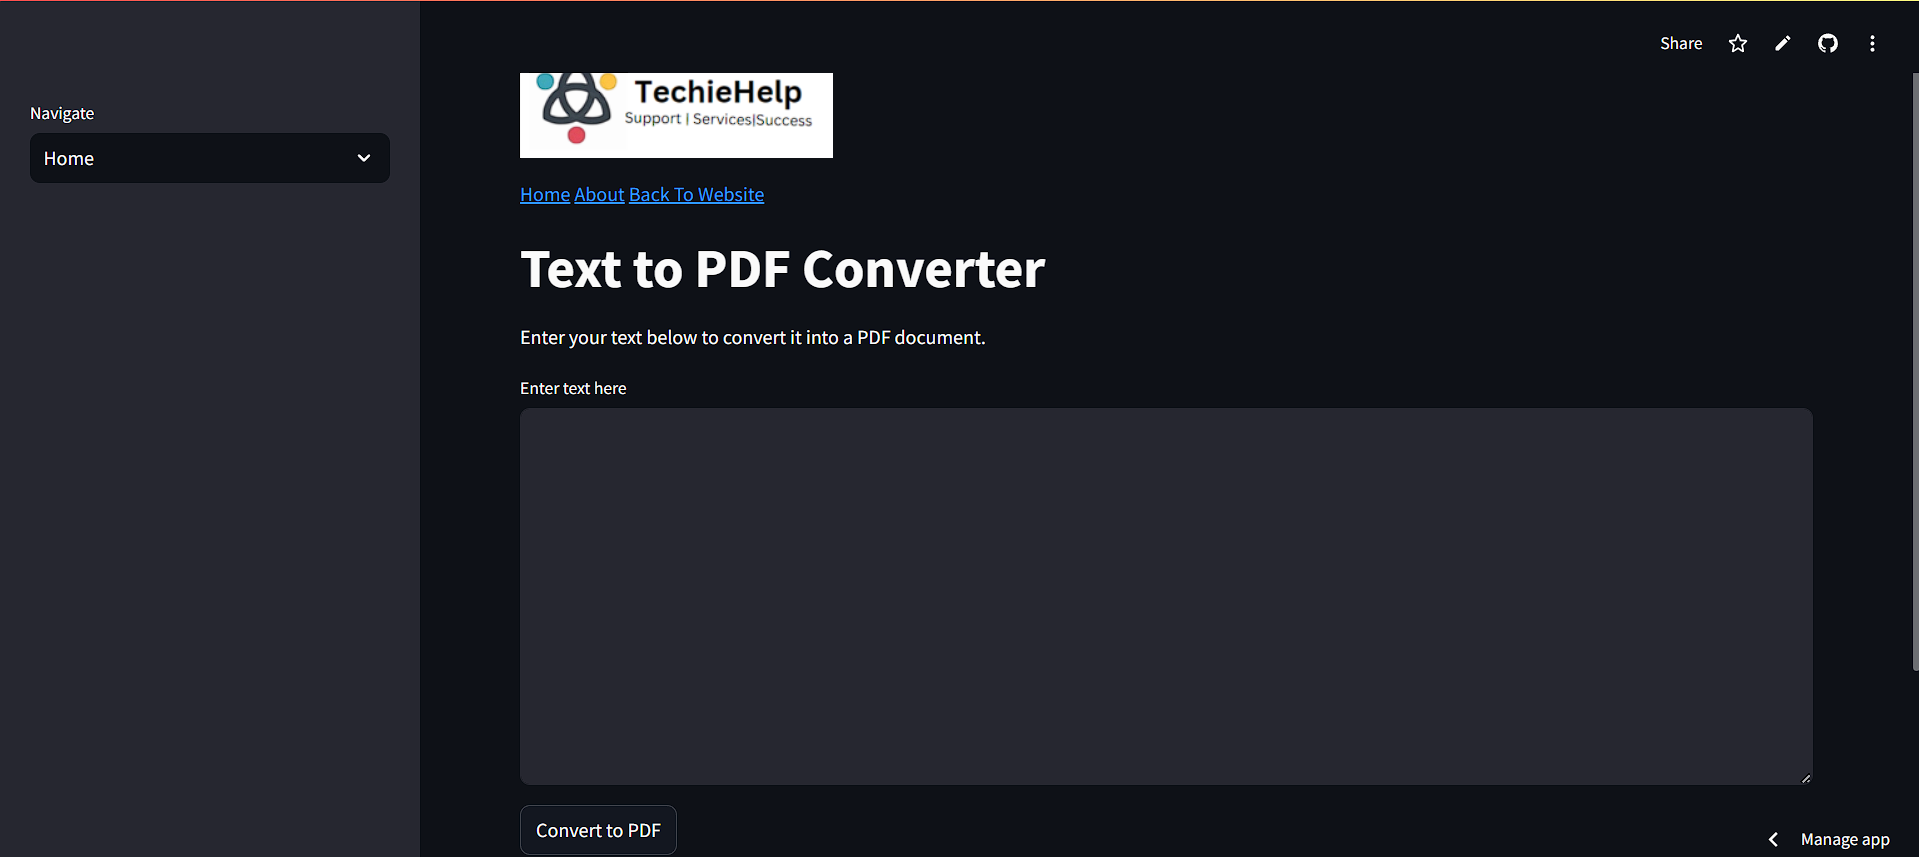 Share
Navigate
Home
TechieHelp
Support | Services|Success
Home About Back To Website
Text to PDF Converter
Enter your text below to convert it into a PDF document.
Enter text here
Convert to PDF
Manage app